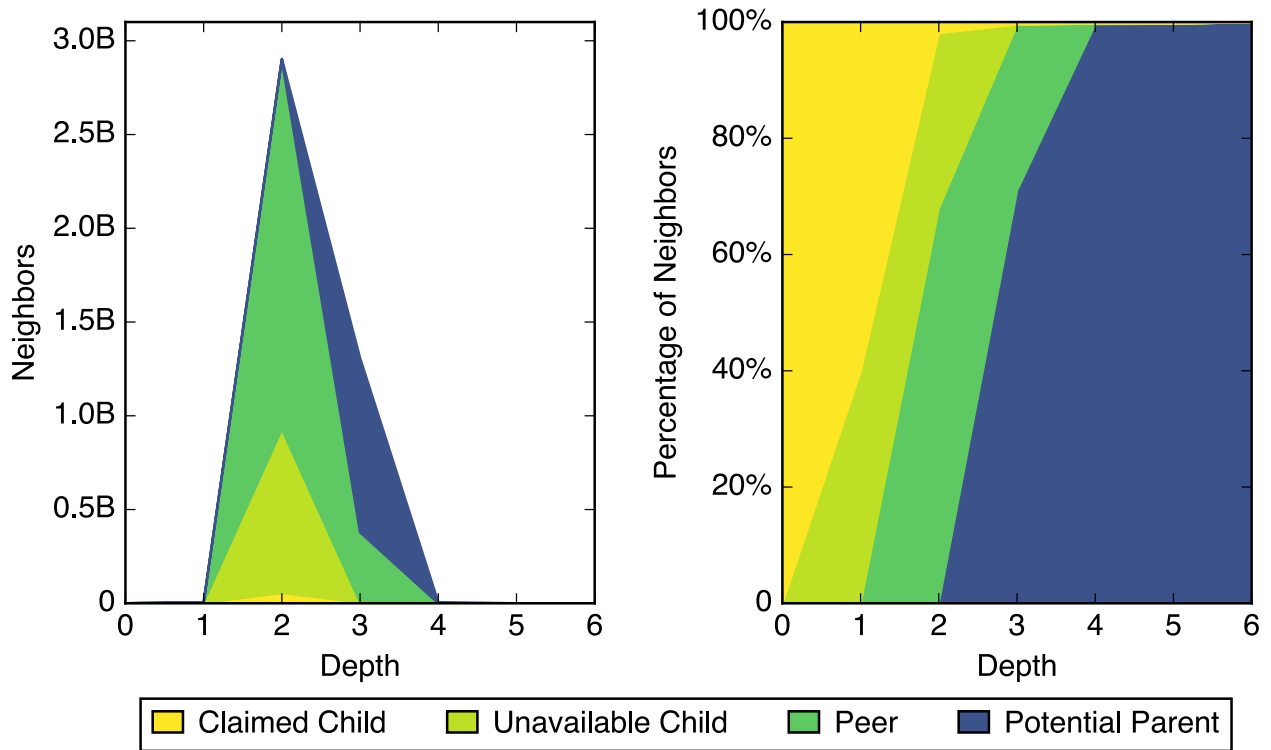 3.0B
2.5B
2.0B
1.5B
1.0B
0.5B
0
Neighbors
0 1 2 3 4 5 6
Depth
100%
80%
60%
40%
20%
0
Percentage of Neighbors
0 1 2 3 4 5 6
Depth
Claimed Child Unavailable Child Peer Potential Parent